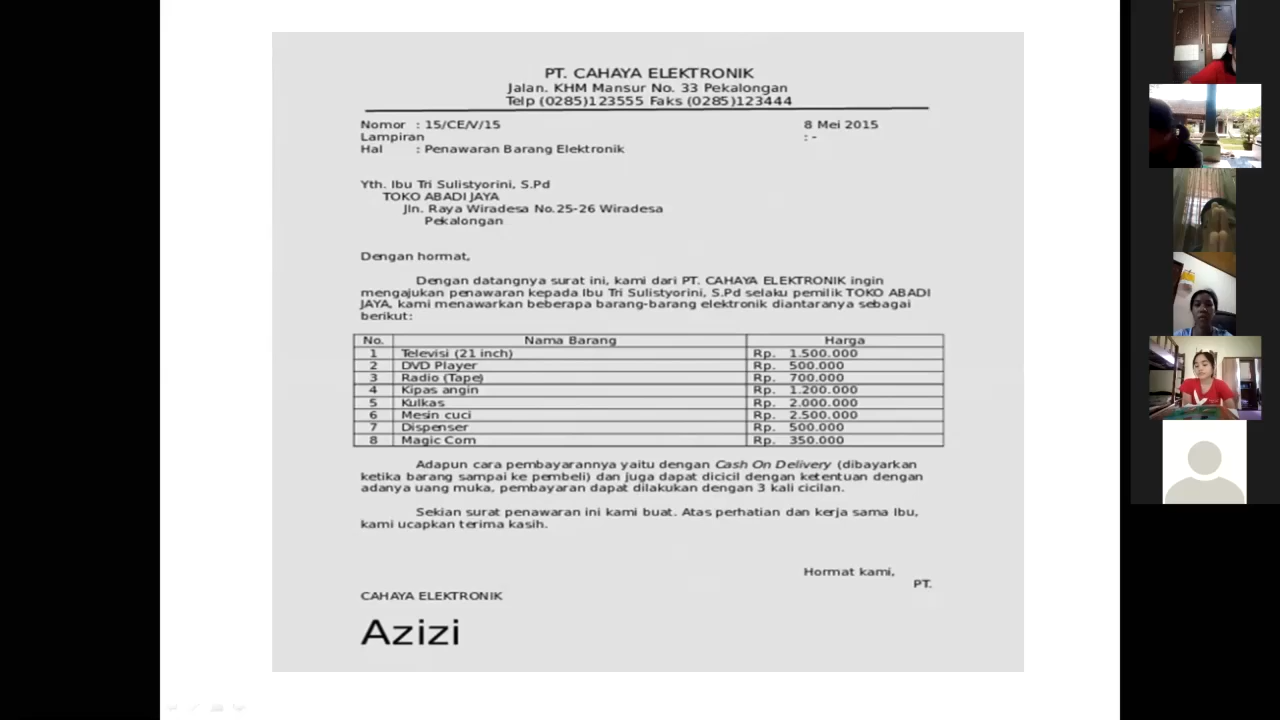 PT. CAHAYA ELEKTRONIK
Jalan. KHM Mansur No. 33 Pekalongan
Telp (0285)123555 Faks (0285)123444
Nomor : 15/CE/V/15 8 Mei 2015
Lampiran : -
Hal : Penawaran Barang Elektronik
Yth. Ibu Tri Sulistyorini, S.Pd
TOKO ABADI JAYA
Jln. Raya Wiradesa No.25-26 Wiradesa
Pekalongan
Dengan hormat,
Dengan datangnya surat ini, kami dari PT. CAHAYA ELEKTRONIK ingin
mengajukan penawaran kepada Ibu Tri Sulistyorini, S.Pd selaku pemilik TOKO ABADI
JAYA, kami menawarkan beberapa barang-barang elektronik diantaranya sebagai
berikut:
No. Nama Barang Harga
1 Televisi (21 inch) Rp. 1.500.000
2 DVD Player Rp. 500.000
3 Radio (Tape) Rp. 700.000
4 Kipas angin Rp. 1.200.000
5 Kulkas Rp. 2.000.000
6 Mesin cuci Rp. 2.500.000
7 Dispenser Rp. 500.000
8 Magic Com Rp. 350.000
Adapun cara pembayarannya yaitu dengan Cash On Delivery (dibayarkan
ketika barang sampai ke pembeli) dan juga dapat dicicil dengan ketentuan dengan
adanya uang muka, pembayaran dapat dilakukan dengan 3 kali cicilan.
Sekian surat penawaran ini kami buat. Atas perhatian dan kerja sama Ibu,
kami ucapkan terima kasih.
Hormat kami,
PT.
CAHAYA ELEKTRONIK
Azizi